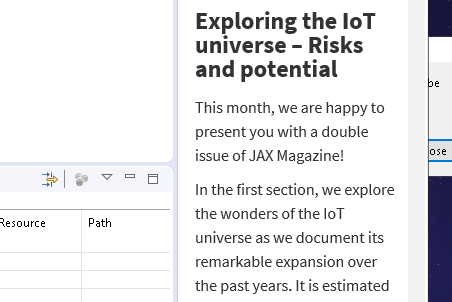 Exploring the IoT
universe – Risks
and potential
This month, we are happy to
present you with a double
issue of JAX Magazine!
In the first section, we explore
the wonders of the IoT
universe as we document its
remarkable expansion over
the past years. It is estimated
Resource
Path
be
ose